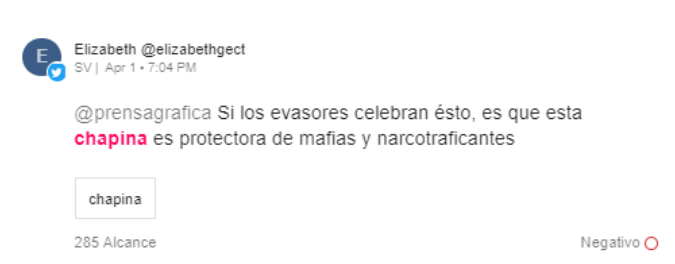 E
Elizabeth @elizabethgect
SV | Apr 1 • 7:04 PM
@prensagrafica Si los evasores celebran ésto, es que esta
chapina es protectora de mafias y narcotraficantes
chapina
285 Alcance
Negativo